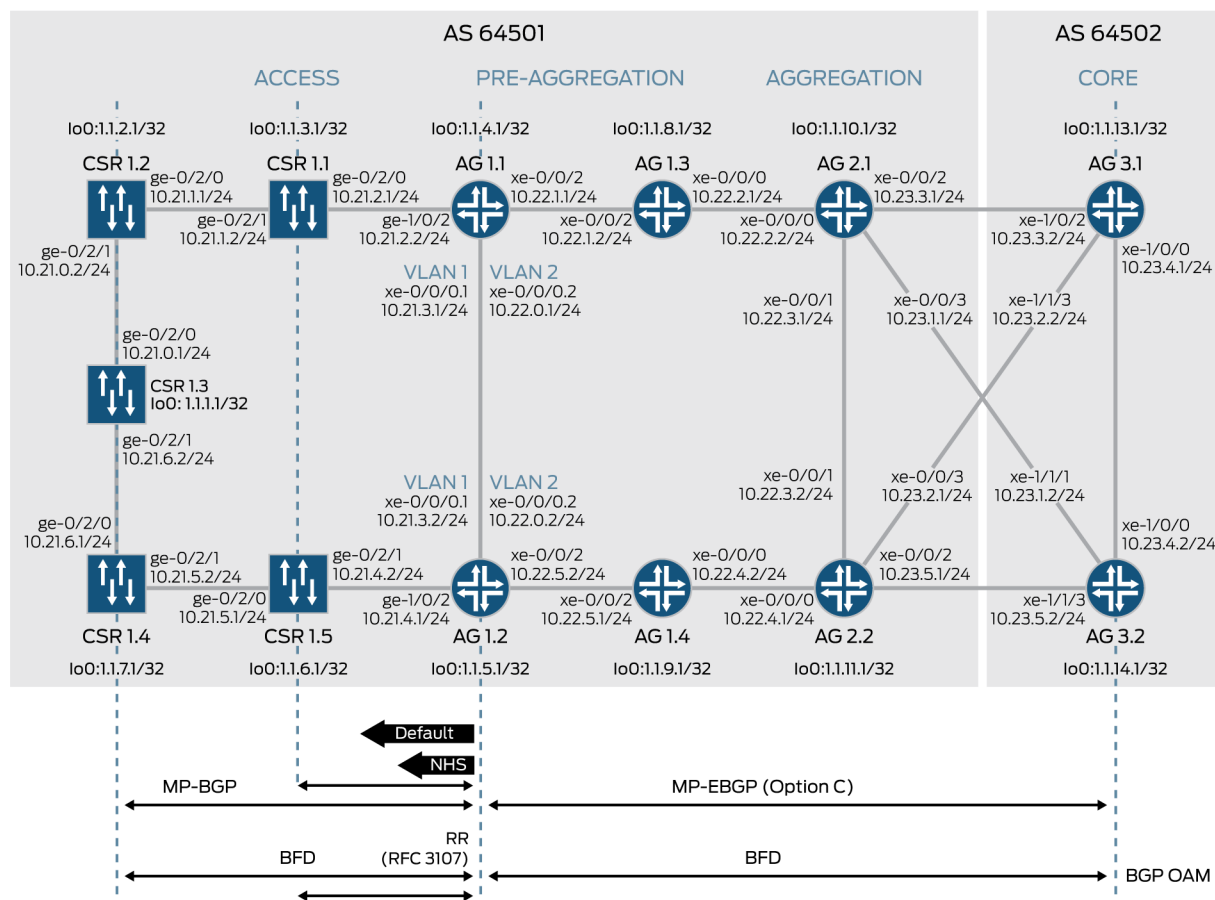 AS 64501
AS 64502
ACCESS
PRE-AGGREGATION
AGGREGATION
CORE
lo0:1.1.2.1/32
lo0:1.1.3.1/32
lo0:1.1.4.1/32
lo0:1.1.8.1/32
lo0:1.1.10.1/32
lo0:1.1.13.1/32
CSR 1.2
CSR 1.1
AG 1.1
AG 1.3
AG 2.1
AG 3.1
ge-0/2/0
10.21.1.1/24
ge-0/2/1
10.21.1.2/24
ge-0/2/0
10.21.2.1/24
ge-1/0/2
10.21.2.2/24
xe-0/0/2
10.22.1.1/24
xe-0/0/2
10.22.1.2/24
xe-0/0/0
10.22.2.1/24
xe-0/0/0
10.22.2.2/24
xe-0/0/2
10.23.3.1/24
xe-1/0/2
10.23.3.2/24
xe-1/0/0
10.23.4.1/24
ge-0/2/1
10.21.0.2/24
VLAN 1
xe-0/0/0.1
10.21.3.1/24
VLAN 2
xe-0/0/0.2
10.22.0.1/24
xe-0/0/1
10.22.3.1/24
xe-0/0/3
10.23.1.1/24
xe-1/1/3
10.23.2.2/24
ge-0/2/0
10.21.0.1/24
CSR 1.3
lo0: 1.1.1.1/32
ge-0/2/1
10.21.6.2/24
VLAN 1
xe-0/0/0.1
10.21.3.2/24
VLAN 2
xe-0/0/0.2
10.22.0.2/24
xe-0/0/1
10.22.3.2/24
xe-0/0/3
10.23.2.1/24
xe-1/1/1
10.23.1.2/24
xe-1/0/0
10.23.4.2/24
ge-0/2/0
10.21.6.1/24
ge-0/2/1
10.21.5.2/24
ge-0/2/0
10.21.5.1/24
ge-0/2/1
10.21.4.2/24
ge-1/0/2
10.21.4.1/24
xe-0/0/2
10.22.5.2/24
xe-0/0/2
10.22.5.1/24
xe-0/0/0
10.22.4.2/24
xe-0/0/0
10.22.4.1/24
xe-0/0/2
10.23.5.1/24
xe-1/1/3
10.23.5.2/24
CSR 1.4
CSR 1.5
AG 1.2
AG 1.4
AG 2.2
AG 3.2
lo0:1.1.7.1/32
lo0:1.1.6.1/32
lo0:1.1.5.1/32
lo0:1.1.9.1/32
lo0:1.1.11.1/32
lo0:1.1.14.1/32
Default
NHS
MP-BGP
MP-EBGP (Option C)
RR
(RFC 3107)
BFD
BFD
BGP OAM